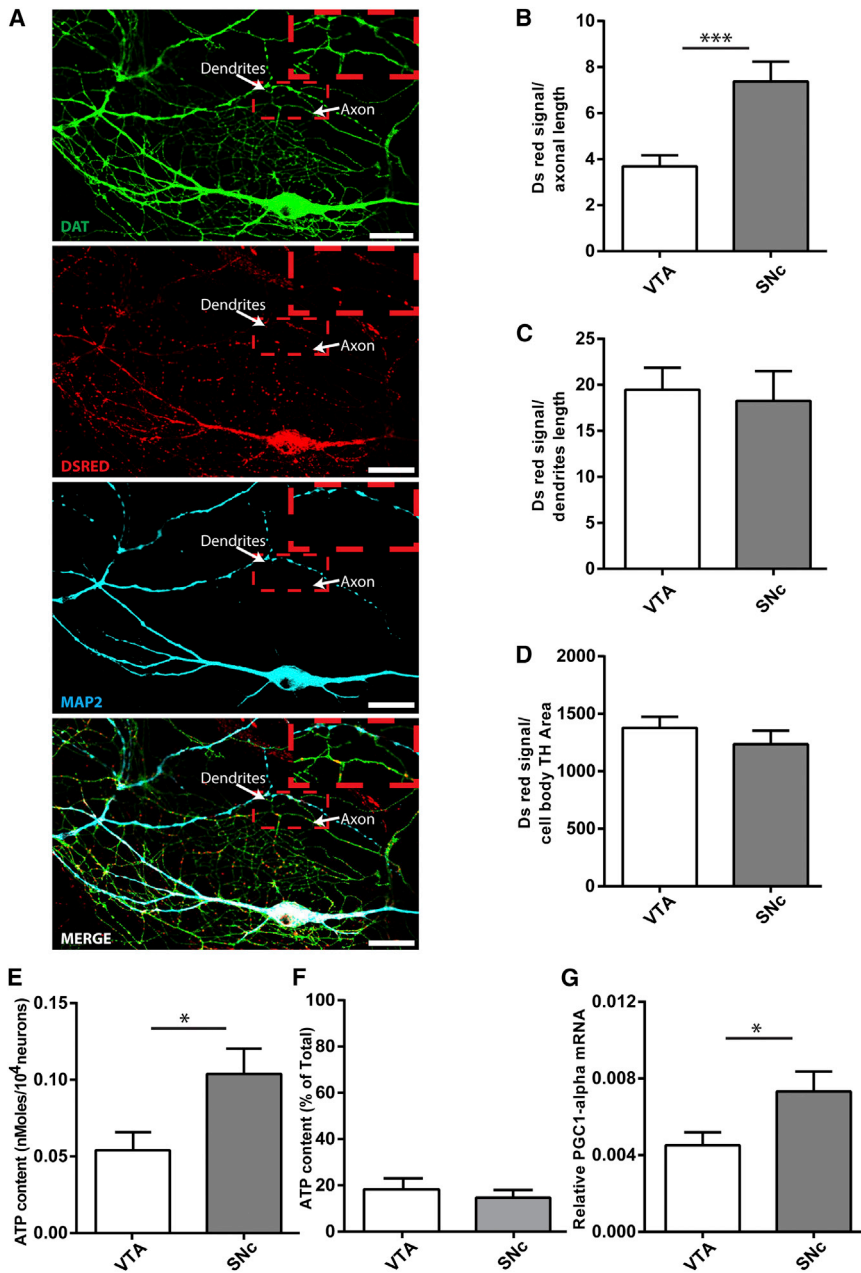 A
Dendrites
Axon
DAT
Dendrites
Axon
DSRED
Dendrites
Axon
MAP2
Dendrites
Axon
MERGE
B
Ds red signal/
axonal length
***
8
6
4
2
0
VTA
SNc
C
Ds red signal/
dendrites length
25
20
15
10
5
0
VTA
SNc
D
Ds red signal/
cell body TH Area
2000
1500
1000
500
0
VTA
SNc
E
ATP content (nMoles/10⁴neurons)
*
0.15
0.10
0.05
0.00
VTA
SNc
F
ATP content (% of Total)
100
80
60
40
20
0
VTA
SNc
G
Relative PGC1-alpha mRNA
*
0.012
0.008
0.004
0.000
VTA
SNc